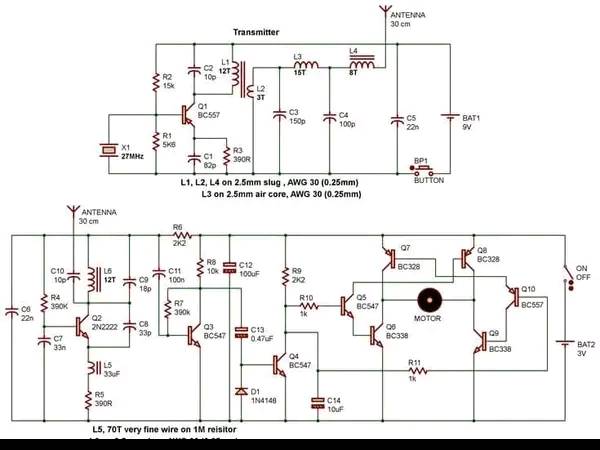 ANTENNA
30 cm
Transmitter
C2
10p
L1
12T
L3
15T
L4
8T
R2
15k
L2
3T
Q1
BC557
C3
150p
C4
100p
C5
22n
BAT1
9V
R1
5K6
X1
27MHz
C1
82p
R3
390R
BP1
BUTTON
L1, L2, L4 on 2.5mm slug , AWG 30 (0.25mm)
L3 on 2.5mm air core, AWG 30 (0.25mm)
ANTENNA
30 cm
R6
2K2
Q7
BC328
Q8
BC328
ON
OFF
C10
10p
L6
12T
C9
18p
C11
100n
R8
10k
C12
100uF
R9
2K2
Q10
BC557
R4
390K
R7
390k
R10
1k
Q5
BC547
MOTOR
C6
22n
Q2
2N2222
C8
33p
Q3
BC547
C13
0.47uF
Q6
BC338
Q9
BC338
C7
33n
Q4
BC547
BAT2
3V
L5
33uF
R11
1k
R5
390R
D1
1N4148
C14
10uF
L5, 70T very fine wire on 1M reisitor